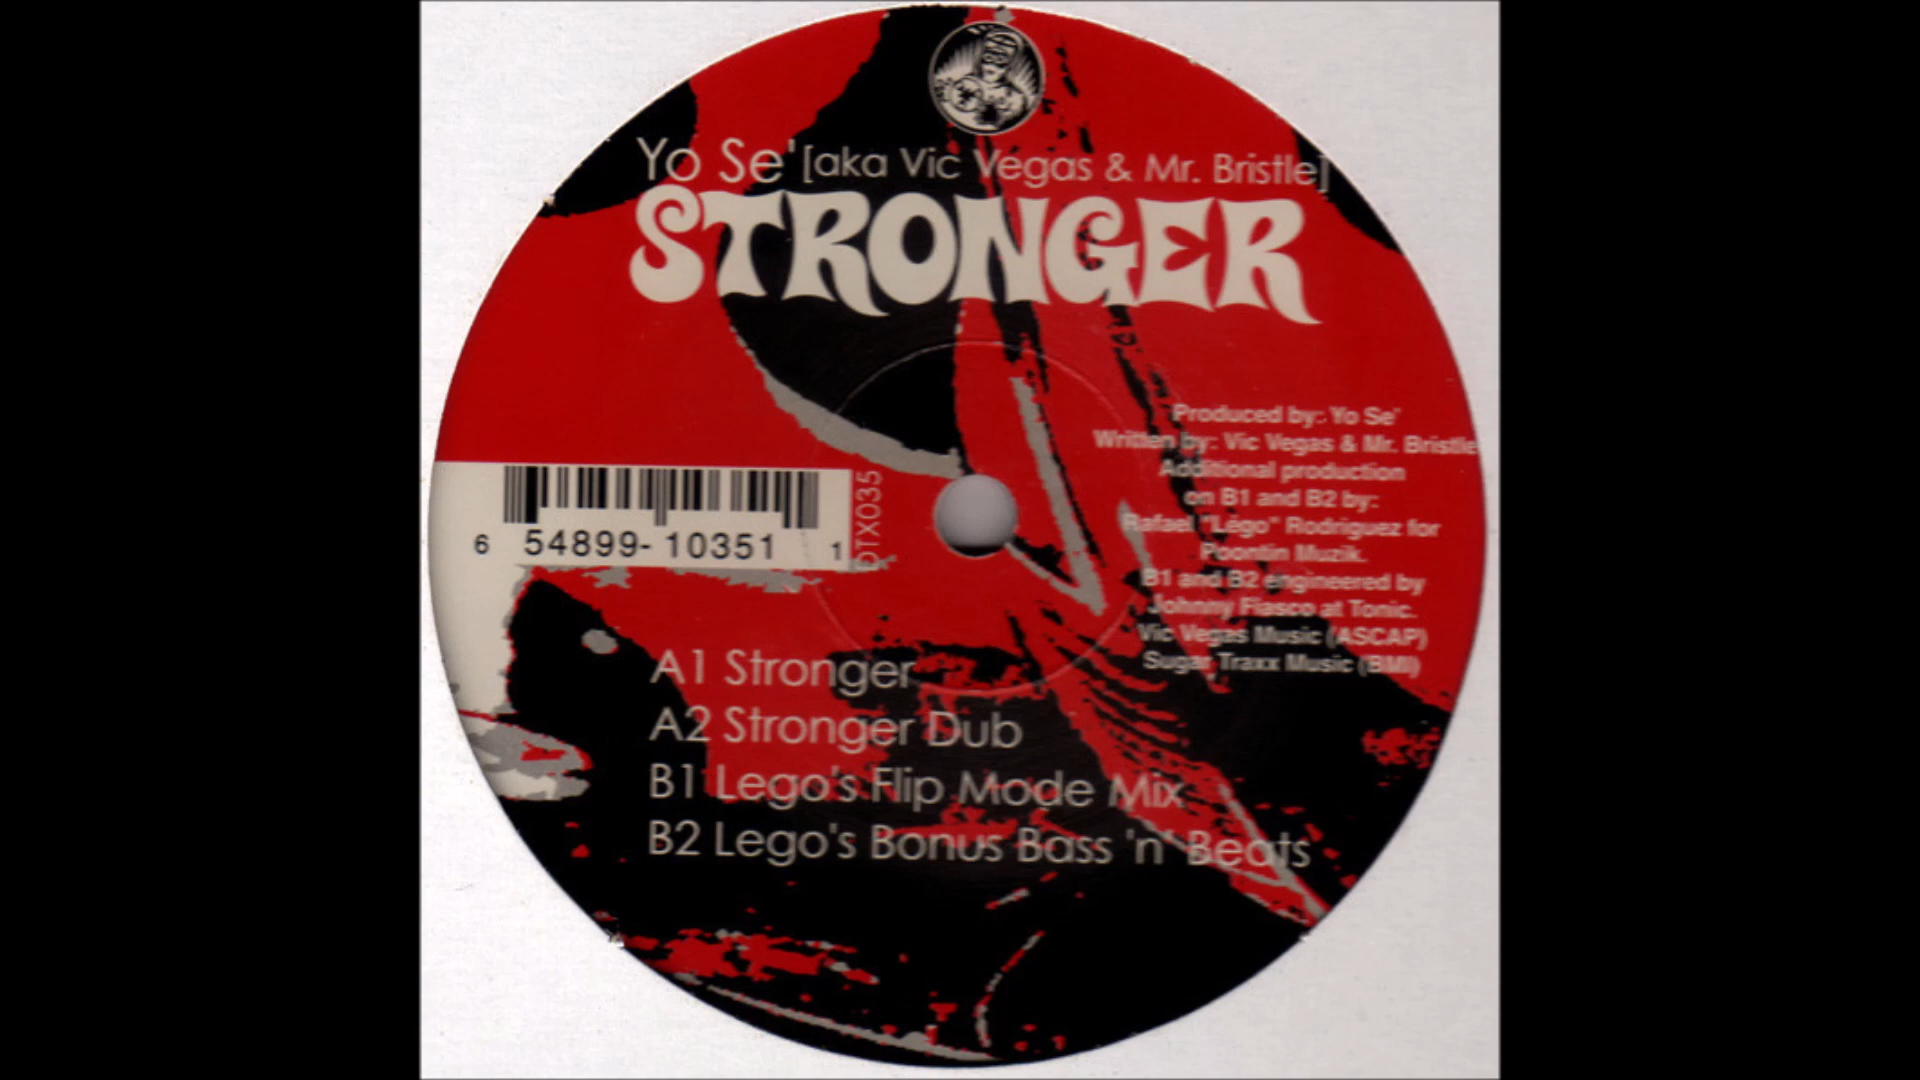 Yo Se' [aka Vic Vegas & Mr. Bristle]
STRONGER
Produced by: Yo Se'
Written by: Vic Vegas & Mr. Bristle
Additional production
on B1 and B2 by:
Rafael "Lego" Rodriguez for
Poontin Muzik.
B1 and B2 engineered by
Johnny Fiasco at Tonic.
Vic Vegas Music (ASCAP)
Sugar Traxx Music (BMI)
6 54899-10351 1
DTX035
A1 Stronger
A2 Stronger Dub
B1 Lego's Flip Mode Mix
B2 Lego's Bonus Bass 'n' Beats